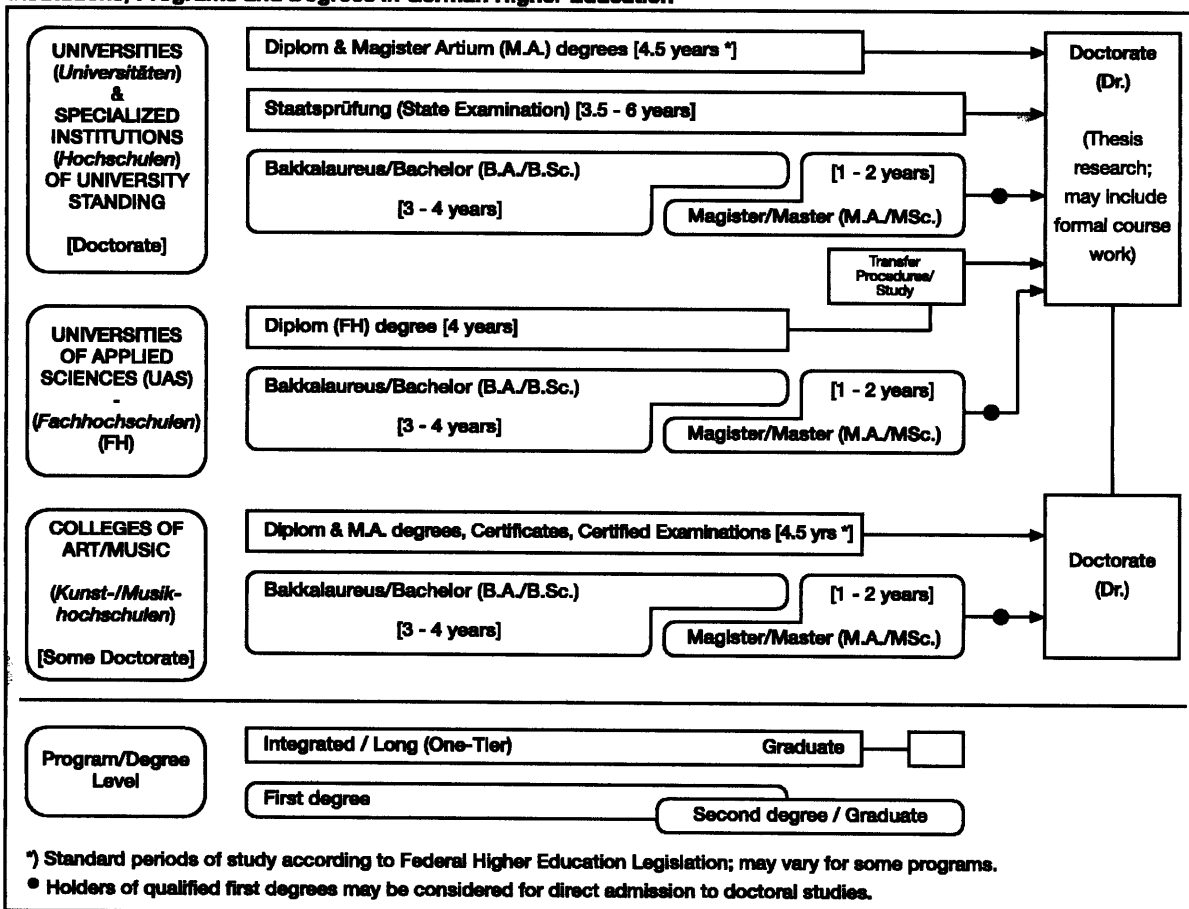 UNIVERSITIES
(Universitäten)
&
SPECIALIZED
INSTITUTIONS
(Hochschulen)
OF UNIVERSITY
STANDING
[Doctorate]
Diplom & Magister Artium (M.A.) degrees [4.5 years *]
Staatsprüfung (State Examination) [3.5 - 6 years]
Bakkalaureus/Bachelor (B.A./B.Sc.)
[3 - 4 years]
[1 - 2 years]
Magister/Master (M.A./MSc.)
Transfer
Procedures/
Study
Doctorate
(Dr.)
(Thesis
research;
may include
formal course
work)
UNIVERSITIES
OF APPLIED
SCIENCES (UAS)
-
(Fachhochschulen)
(FH)
Diplom (FH) degree [4 years]
Bakkalaureus/Bachelor (B.A./B.Sc.)
[3 - 4 years]
[1 - 2 years]
Magister/Master (M.A./MSc.)
COLLEGES OF
ART/MUSIC
(Kunst-/Musik-
hochschulen)
[Some Doctorate]
Diplom & M.A. degrees, Certificates, Certified Examinations [4.5 yrs *]
Bakkalaureus/Bachelor (B.A./B.Sc.)
[3 - 4 years]
[1 - 2 years]
Magister/Master (M.A./MSc.)
Doctorate
(Dr.)
Program/Degree
Level
Integrated / Long (One-Tier)
Graduate
First degree
Second degree / Graduate
*) Standard periods of study according to Federal Higher Education Legislation; may vary for some programs.
● Holders of qualified first degrees may be considered for direct admission to doctoral studies.